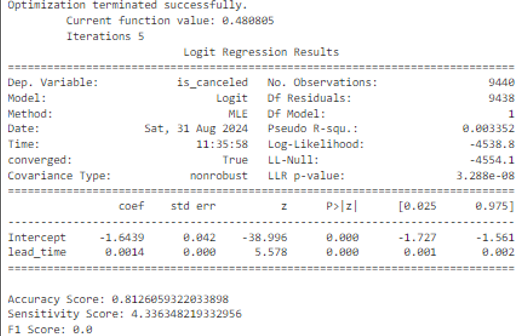 Optimization terminated successfully.
Current function value: 0.480805
Iterations 5
Logit Regression Results
==============================================================================
Dep. Variable: is_canceled No. Observations: 9440
Model: Logit Df Residuals: 9438
Method: MLE Df Model: 1
Date: Sat, 31 Aug 2024 Pseudo R-squ.: 0.003352
Time: 11:35:58 Log-Likelihood: -4538.8
converged: True LL-Null: -4554.1
Covariance Type: nonrobust LLR p-value: 3.288e-08
==============================================================================
coef std err z P>|z| [0.025 0.975]
------------------------------------------------------------------------------
Intercept -1.6439 0.042 -38.996 0.000 -1.727 -1.561
lead_time 0.0014 0.000 5.578 0.000 0.001 0.002
==============================================================================
Accuracy Score: 0.8126059322033898
Sensitivity Score: 4.336348219332956
F1 Score: 0.0